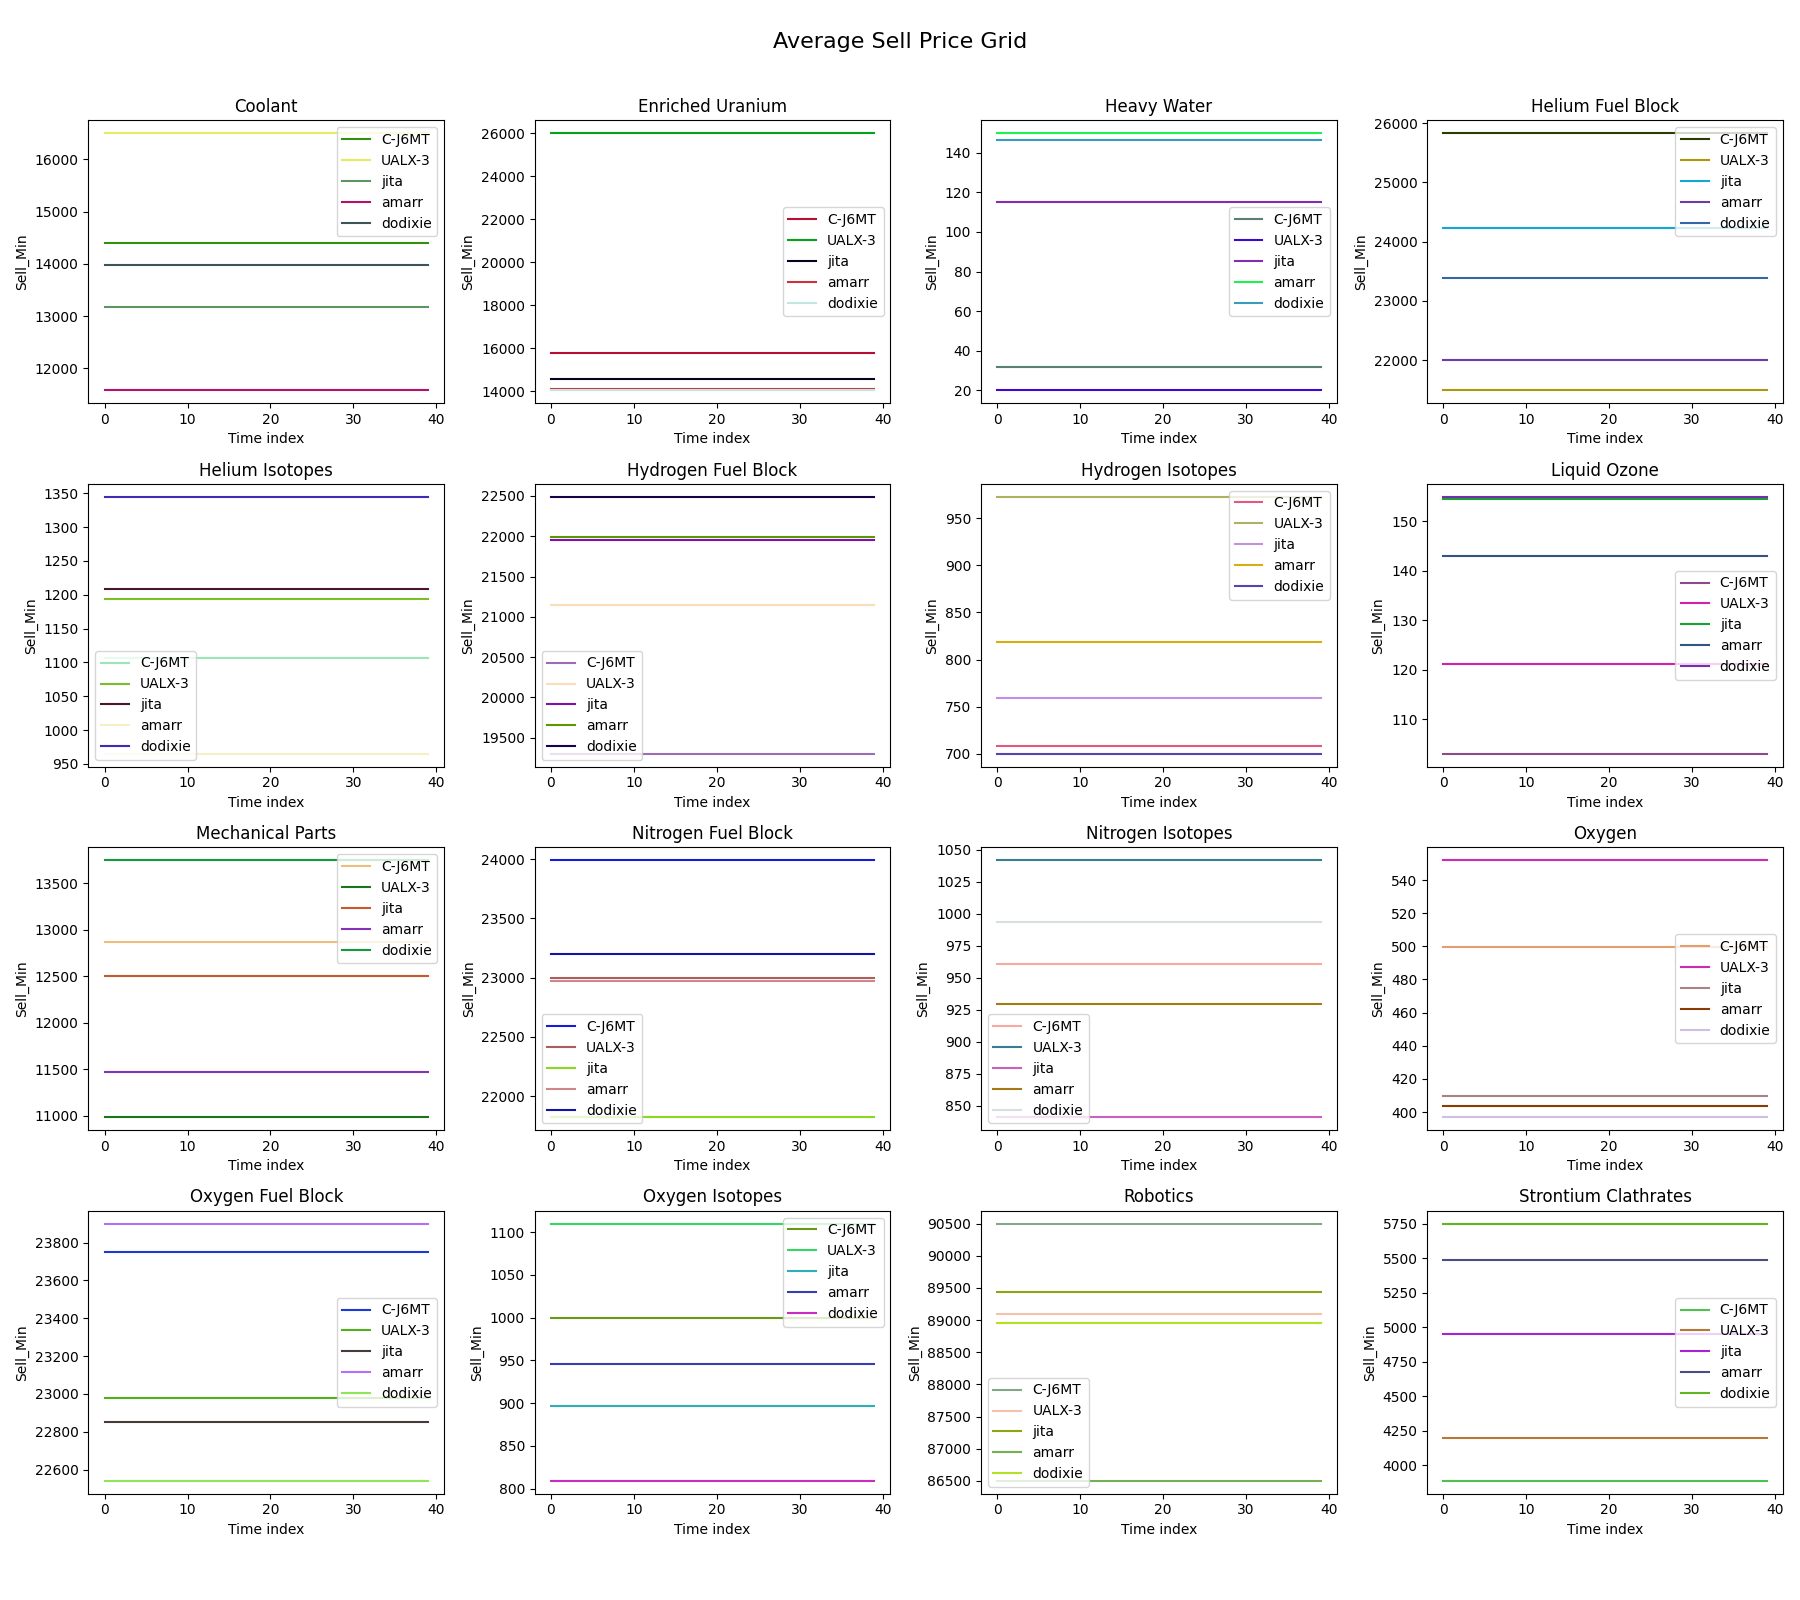 Average Sell Price Grid
Coolant
Sell_Min
16000
15000
14000
13000
12000
C-J6MT
UALX-3
jita
amarr
dodixie
0 10 20 30 40
Time index
Enriched Uranium
Sell_Min
26000
24000
22000
20000
18000
16000
14000
C-J6MT
UALX-3
jita
amarr
dodixie
0 10 20 30 40
Time index
Heavy Water
Sell_Min
140
120
100
80
60
40
20
C-J6MT
UALX-3
jita
amarr
dodixie
0 10 20 30 40
Time index
Helium Fuel Block
Sell_Min
26000
25000
24000
23000
22000
C-J6MT
UALX-3
jita
amarr
dodixie
0 10 20 30 40
Time index
Helium Isotopes
Sell_Min
1350
1300
1250
1200
1150
1100
1050
1000
950
C-J6MT
UALX-3
jita
amarr
dodixie
0 10 20 30 40
Time index
Hydrogen Fuel Block
Sell_Min
22500
22000
21500
21000
20500
20000
19500
C-J6MT
UALX-3
jita
amarr
dodixie
0 10 20 30 40
Time index
Hydrogen Isotopes
Sell_Min
950
900
850
800
750
700
C-J6MT
UALX-3
jita
amarr
dodixie
0 10 20 30 40
Time index
Liquid Ozone
Sell_Min
150
140
130
120
110
C-J6MT
UALX-3
jita
amarr
dodixie
0 10 20 30 40
Time index
Mechanical Parts
Sell_Min
13500
13000
12500
12000
11500
11000
C-J6MT
UALX-3
jita
amarr
dodixie
0 10 20 30 40
Time index
Nitrogen Fuel Block
Sell_Min
24000
23500
23000
22500
22000
C-J6MT
UALX-3
jita
amarr
dodixie
0 10 20 30 40
Time index
Nitrogen Isotopes
Sell_Min
1050
1025
1000
975
950
925
900
875
850
C-J6MT
UALX-3
jita
amarr
dodixie
0 10 20 30 40
Time index
Oxygen
Sell_Min
540
520
500
480
460
440
420
400
C-J6MT
UALX-3
jita
amarr
dodixie
0 10 20 30 40
Time index
Oxygen Fuel Block
Sell_Min
23800
23600
23400
23200
23000
22800
22600
C-J6MT
UALX-3
jita
amarr
dodixie
0 10 20 30 40
Time index
Oxygen Isotopes
Sell_Min
1100
1050
1000
950
900
850
800
C-J6MT
UALX-3
jita
amarr
dodixie
0 10 20 30 40
Time index
Robotics
Sell_Min
90500
90000
89500
89000
88500
88000
87500
87000
86500
C-J6MT
UALX-3
jita
amarr
dodixie
0 10 20 30 40
Time index
Strontium Clathrates
Sell_Min
5750
5500
5250
5000
4750
4500
4250
4000
C-J6MT
UALX-3
jita
amarr
dodixie
0 10 20 30 40
Time index